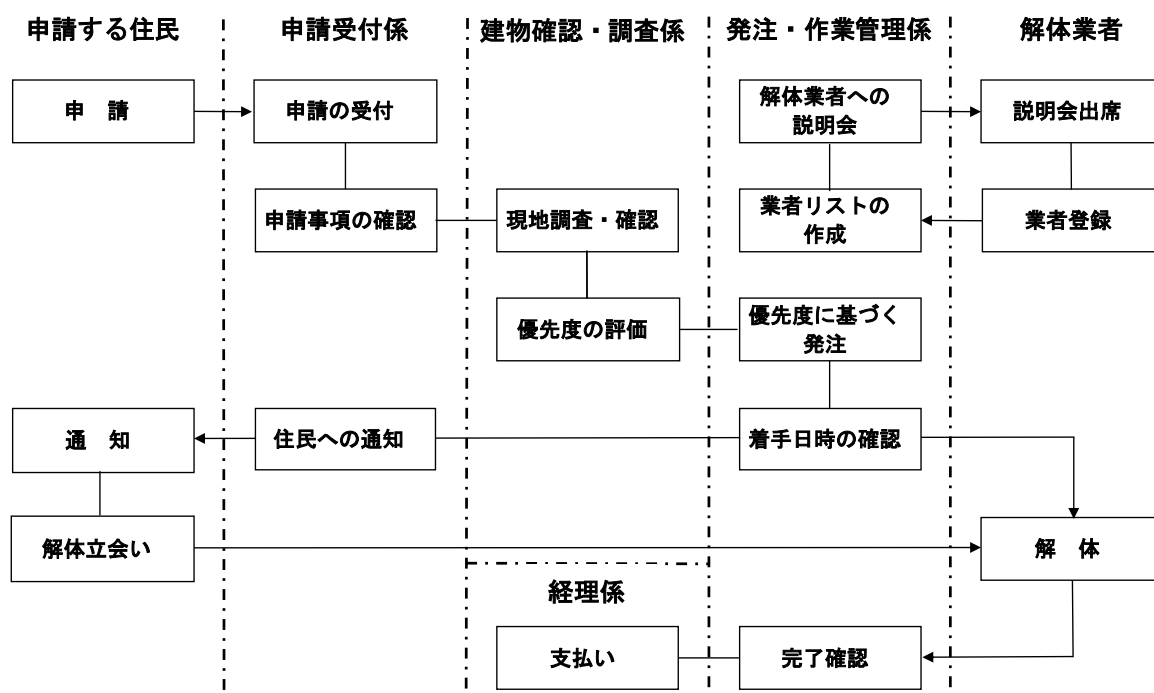 申請する住民
申請受付係
建物確認・調査係
発注・作業管理係
解体業者
申　請
申請の受付
解体業者への
説明会
説明会出席
申請事項の確認
現地調査・確認
業者リストの
作成
業者登録
優先度の評価
優先度に基づく
発注
通　知
住民への通知
着手日時の確認
解体立会い
解　体
経理係
支払い
完了確認